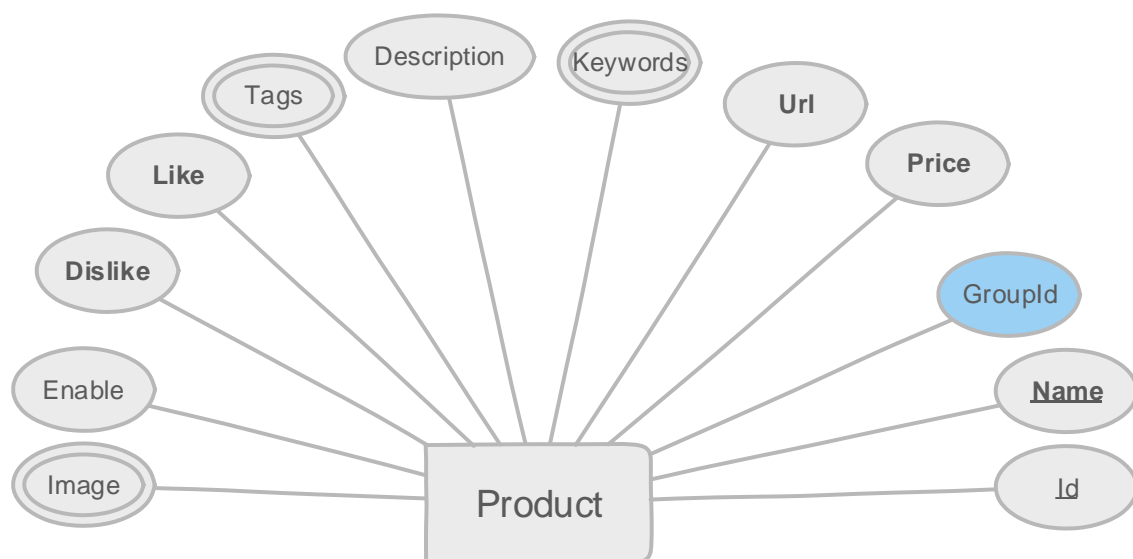 Description
Keywords
Tags
Url
Like
Price
Dislike
GroupId
Enable
Name
Image
Id
Product